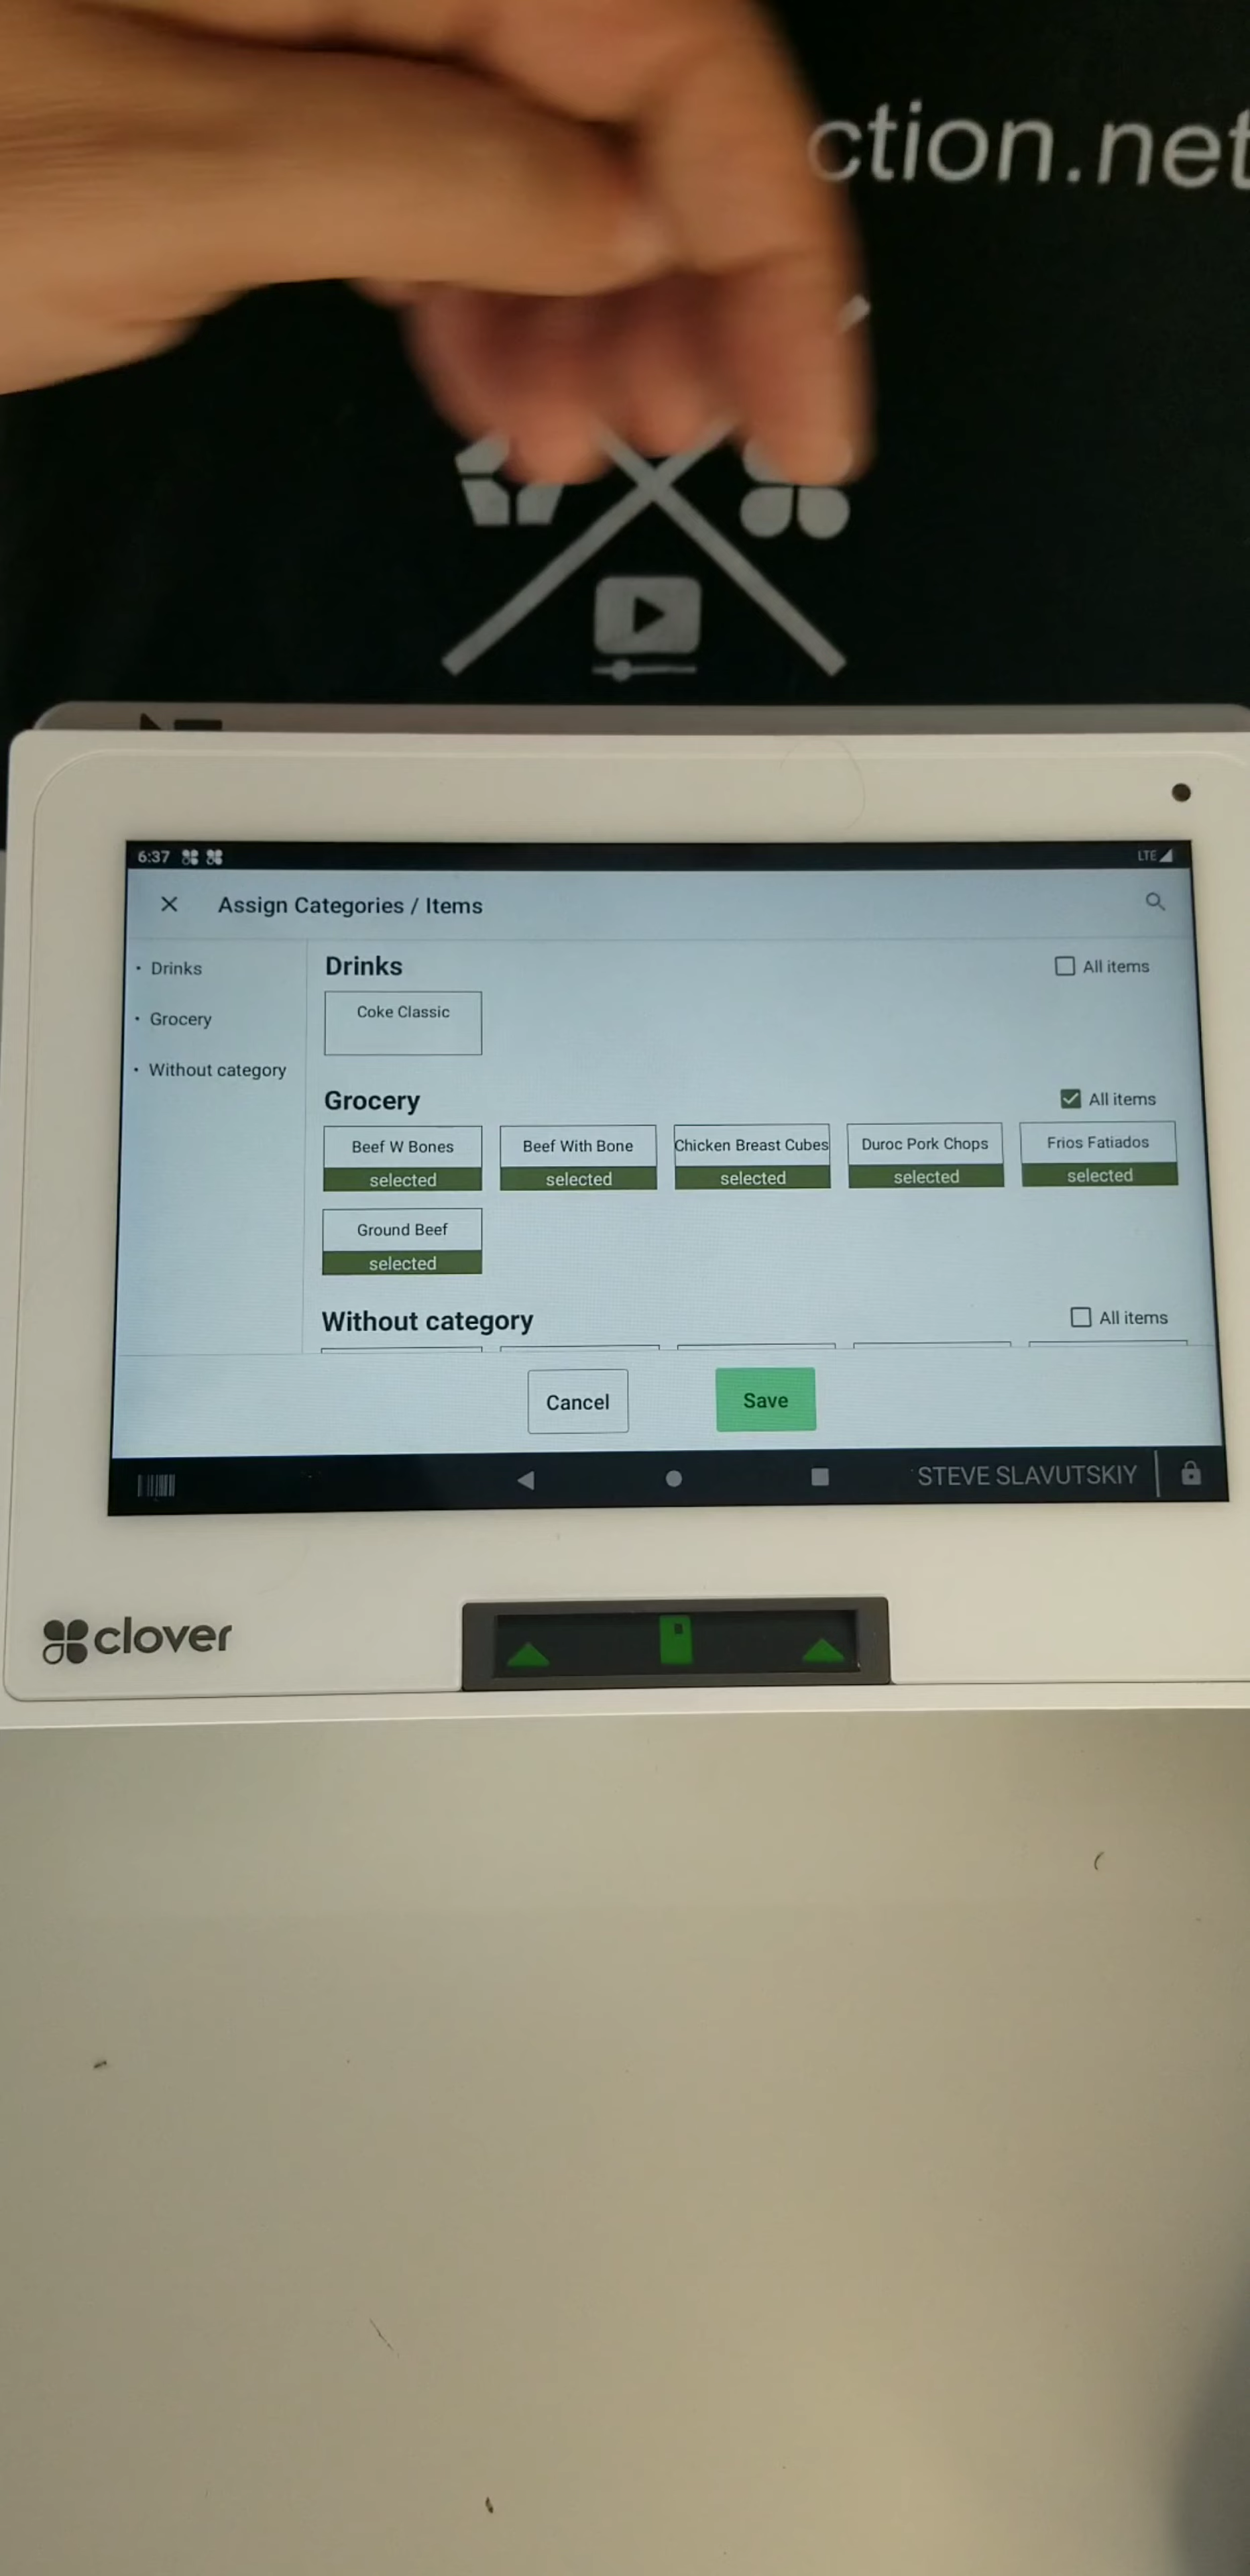 ction.net
6:37
LTE
Assign Categories / Items
Drinks
Grocery
Without category
Drinks
All items
Coke Classic
Grocery
All items
Beef W Bones
selected
Beef With Bone
selected
Chicken Breast Cubes
selected
Duroc Pork Chops
selected
Frios Fatiados
selected
Ground Beef
selected
Without category
All items
Cancel
Save
STEVE SLAVUTSKIY
clover